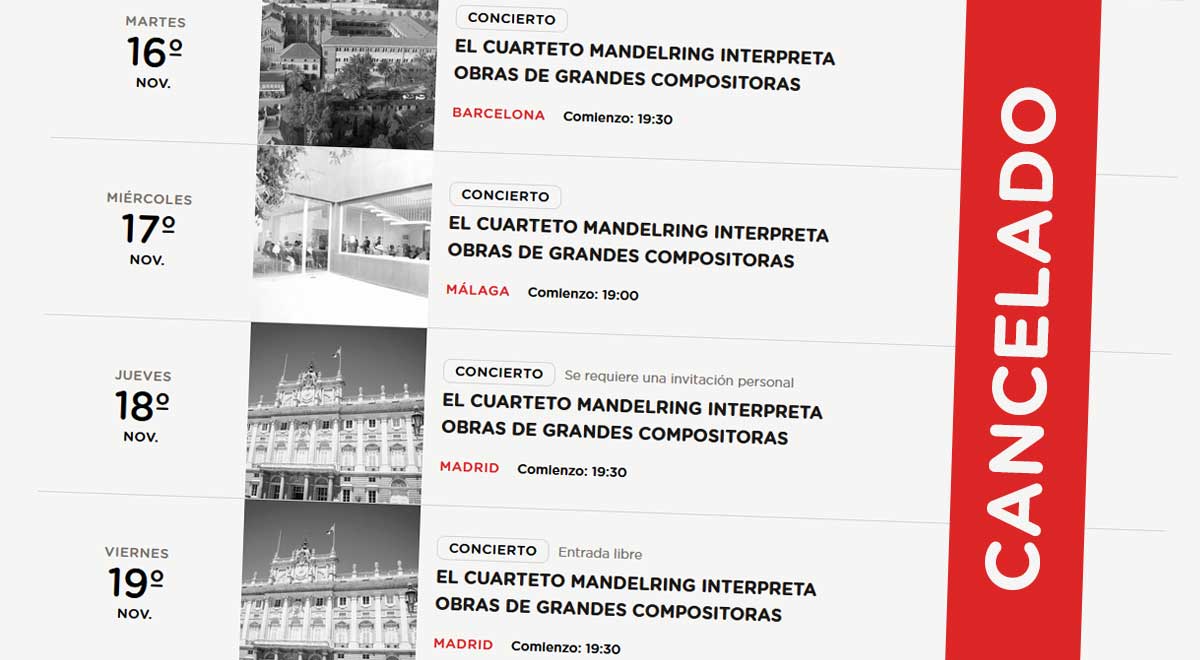 MARTES
16º
NOV.
CONCIERTO
EL CUARTETO MANDELRING INTERPRETA
OBRAS DE GRANDES COMPOSITORAS
BARCELONA Comienzo: 19:30
MIÉRCOLES
17º
NOV.
CONCIERTO
EL CUARTETO MANDELRING INTERPRETA
OBRAS DE GRANDES COMPOSITORAS
MÁLAGA Comienzo: 19:00
JUEVES
18º
NOV.
CONCIERTO Se requiere una invitación personal
EL CUARTETO MANDELRING INTERPRETA
OBRAS DE GRANDES COMPOSITORAS
MADRID Comienzo: 19:30
VIERNES
19º
NOV.
CONCIERTO Entrada libre
EL CUARTETO MANDELRING INTERPRETA
OBRAS DE GRANDES COMPOSITORAS
MADRID Comienzo: 19:30
CANCELADO